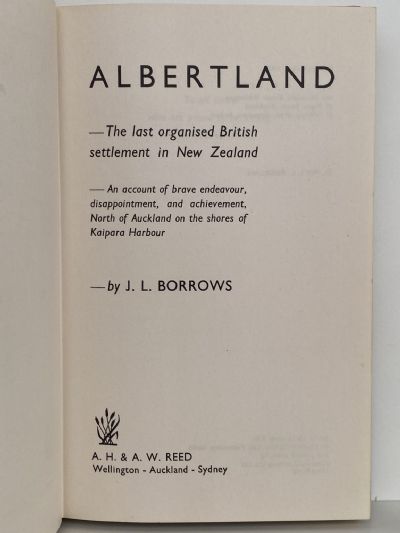 ALBERTLAND
—The last organised British
settlement in New Zealand
—An account of brave endeavour,
disappointment, and achievement,
North of Auckland on the shores of
Kaipara Harbour
—by J. L. BORROWS
A. H. & A. W. REED
Wellington - Auckland - Sydney